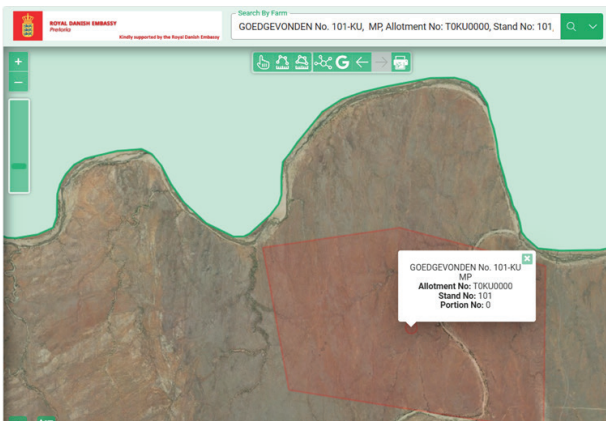 ROYAL DANISH EMBASSY
Pretoria
Kindly supported by the Royal Danish Embassy
Search By Farm
GOEDGEVONDEN No. 101-KU, MP, Allotment No: T0KU0000, Stand No: 101,
+
−
G
GOEDGEVONDEN No. 101-KU
MP
Allotment No: T0KU0000
Stand No: 101
Portion No: 0